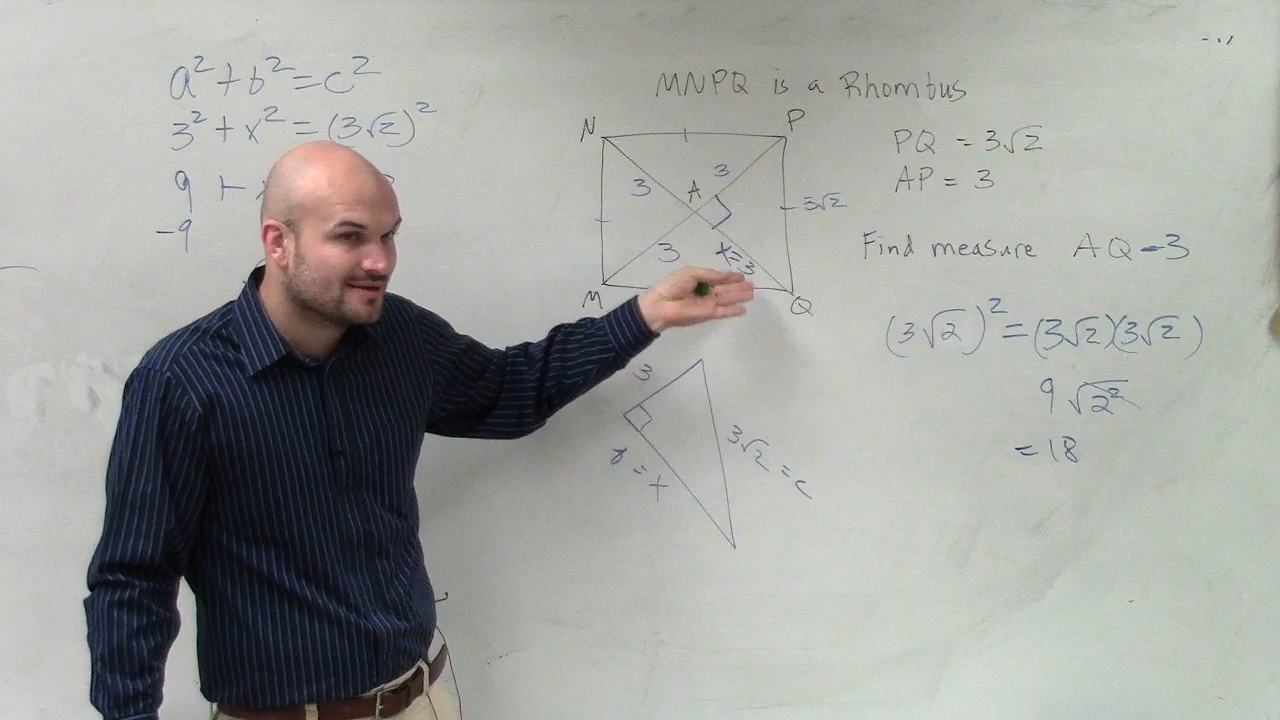 a² + b² = c²
3² + x² = (3√2)²
9 +
-9
MNPQ is a Rhombus
PQ = 3√2
AP = 3
Find measure AQ = 3
(3√2)² = (3√2)(3√2)
9√2²
= 18
N
P
3
3
A
3√2
3
x = 3
M
Q
3
3√2 = c
= x